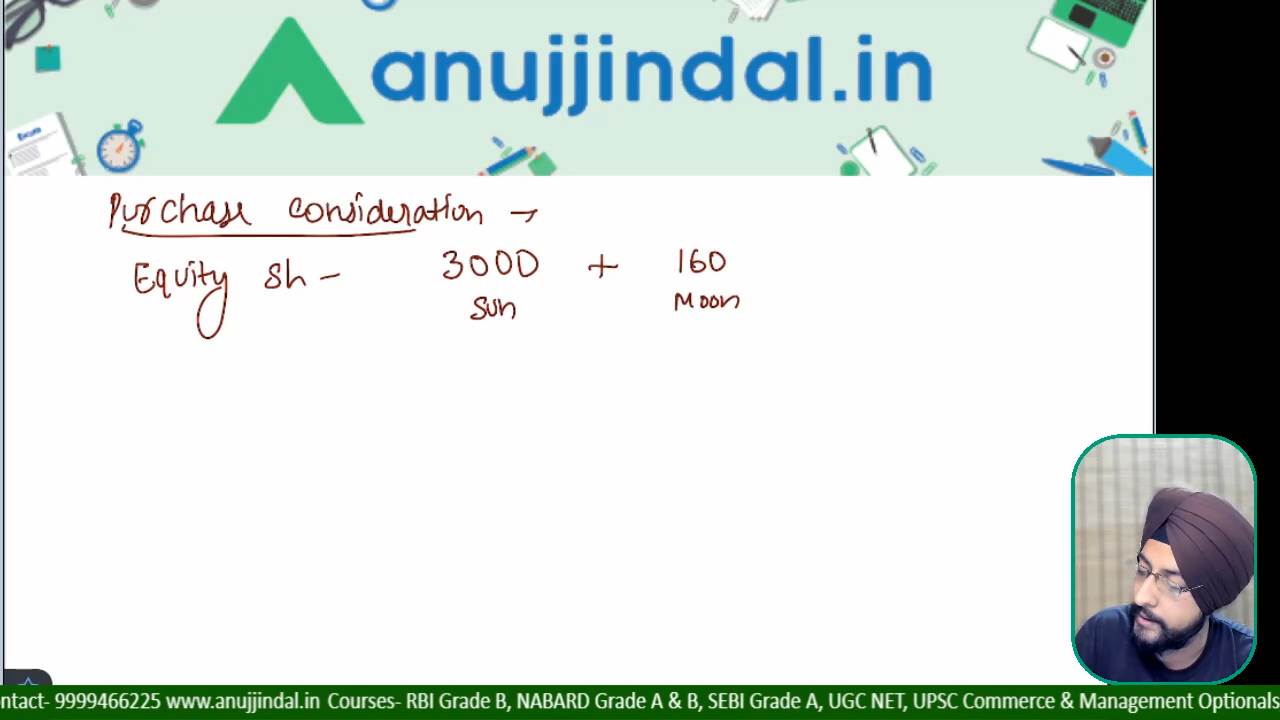 anujjindal.in
Purchase consideration →
Equity Sh - 3000 + 160
Sun Moon
ontact- 9999466225 www.anujjindal.in Courses- RBI Grade B, NABARD Grade A & B, SEBI Grade A, UGC NET, UPSC Commerce & Management Optionals